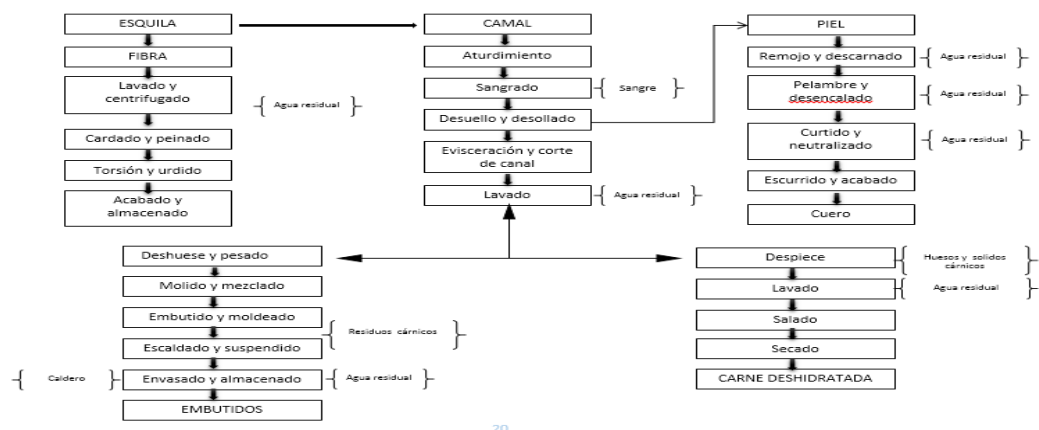 ESQUILA
FIBRA
Lavado y
centrifugado
Agua residual
Cardado y peinado
Torsión y urdido
Acabado y
almacenado
CAMAL
Aturdimiento
Sangrado
Sangre
Desuello y desollado
Evisceración y corte
de canal
Lavado
Agua residual
PIEL
Remojo y descarnado
Agua residual
Pelambre y
desencalado
Agua residual
Curtido y
neutralizado
Agua residual
Escurrido y acabado
Cuero
Deshuese y pesado
Molido y mezclado
Embutido y moldeado
Residuos cárnicos
Escaldado y suspendido
Caldero
Envasado y almacenado
Agua residual
EMBUTIDOS
Despiece
Huesos y solidos
cárnicos
Lavado
Agua residual
Salado
Secado
CARNE DESHIDRATADA
20